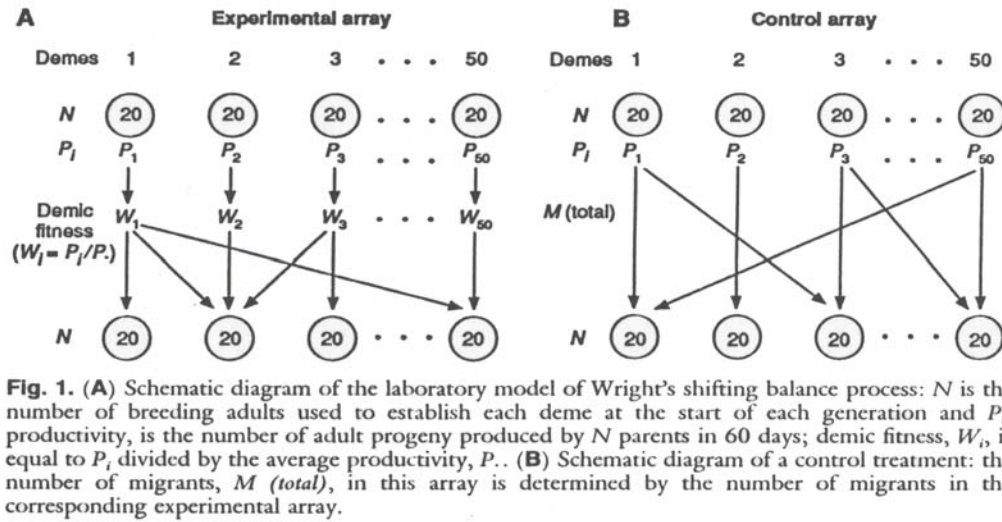 A Experimental array
Demes 1 2 3 · · · 50
N 20 20 20 · · · 20
Pi P1 P2 P3 · · · P50
Demic fitness (Wi = Pi/P.) W1 W2 W3 · · · W50
N 20 20 20 · · · 20
B Control array
Demes 1 2 3 · · · 50
N 20 20 20 · · · 20
Pi P1 P2 P3 · · · P50
M (total)
20 20 20 · · · 20
Fig. 1. (A) Schematic diagram of the laboratory model of Wright's shifting balance process: N is the
number of breeding adults used to establish each deme at the start of each generation and P
productivity, is the number of adult progeny produced by N parents in 60 days; demic fitness, Wi,
equal to Pi divided by the average productivity, P.. (B) Schematic diagram of a control treatment:
number of migrants, M (total), in this array is determined by the number of migrants in
corresponding experimental array.